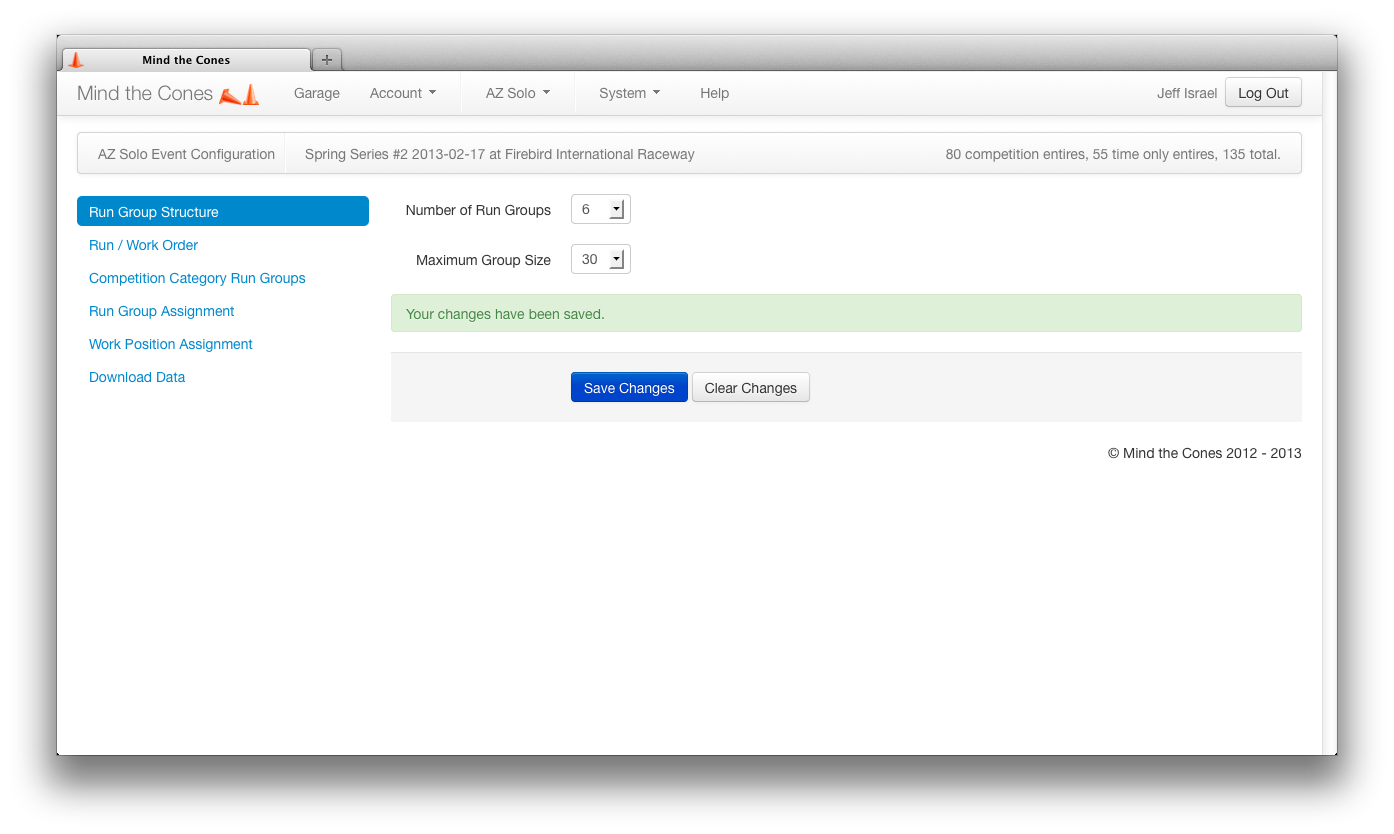 Mind the Cones
Mind the Cones Garage Account AZ Solo System Help Jeff Israel Log Out
AZ Solo Event Configuration Spring Series #2 2013-02-17 at Firebird International Raceway 80 competition entires, 55 time only entires, 135 total.
Run Group Structure
Run / Work Order
Competition Category Run Groups
Run Group Assignment
Work Position Assignment
Download Data
Number of Run Groups 6
Maximum Group Size 30
Your changes have been saved.
Save Changes Clear Changes
© Mind the Cones 2012 - 2013